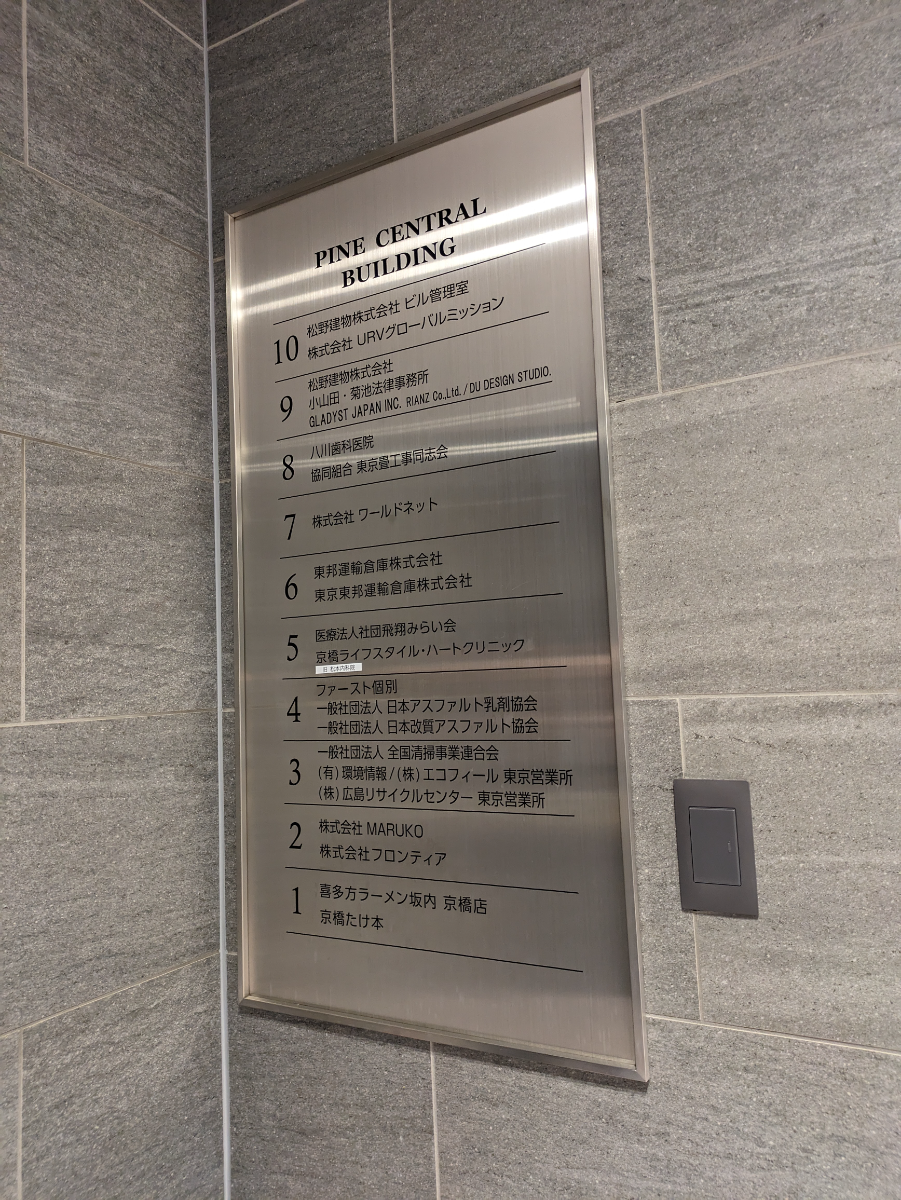 PINE CENTRAL
BUILDING
10 松野建物株式会社 ビル管理室
株式会社 URVグローバルミッション
9 松野建物株式会社
小山田・菊池法律事務所
GLADYST JAPAN INC. RIANZ Co.,Ltd. / DU DESIGN STUDIO.
8 八川歯科医院
協同組合 東京畳工事同志会
7 株式会社 ワールドネット
6 東邦運輸倉庫株式会社
東京東邦運輸倉庫株式会社
5 医療法人社団飛翔みらい会
京橋ライフスタイル・ハートクリニック
旧 松本内科院
4 ファースト個別
一般社団法人 日本アスファルト乳剤協会
一般社団法人 日本改質アスファルト協会
3 一般社団法人 全国清掃事業連合会
(有) 環境情報 / (株) エコフィール 東京営業所
(株) 広島リサイクルセンター 東京営業所
2 株式会社 MARUKO
株式会社フロンティア
1 喜多方ラーメン坂内 京橋店
京橋たけ本